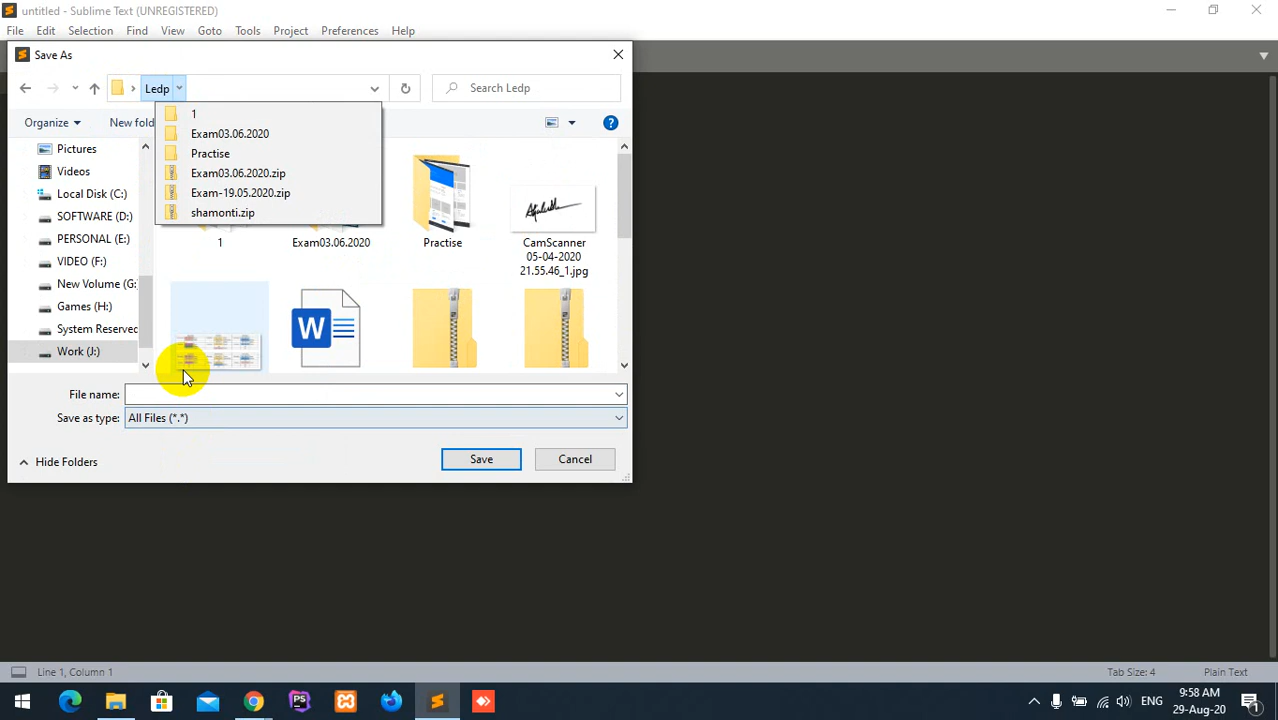 untitled - Sublime Text (UNREGISTERED)
File Edit Selection Find View Goto Tools Project Preferences Help
Save As
Ledp
Search Ledp
Organize
New fold
1
Exam03.06.2020
Practise
Exam03.06.2020.zip
Exam-19.05.2020.zip
shamonti.zip
Pictures
Videos
Local Disk (C:)
SOFTWARE (D:)
PERSONAL (E:)
VIDEO (F:)
New Volume (G:
Games (H:)
System Reserved
Work (J:)
1
Exam03.06.2020
Practise
CamScanner
05-04-2020
21.55.46_1.jpg
W
File name:
Save as type: All Files (*.*)
Hide Folders
Save
Cancel
Line 1, Column 1
Tab Size: 4
Plain Text
PS
ENG
9:58 AM
29-Aug-20
1